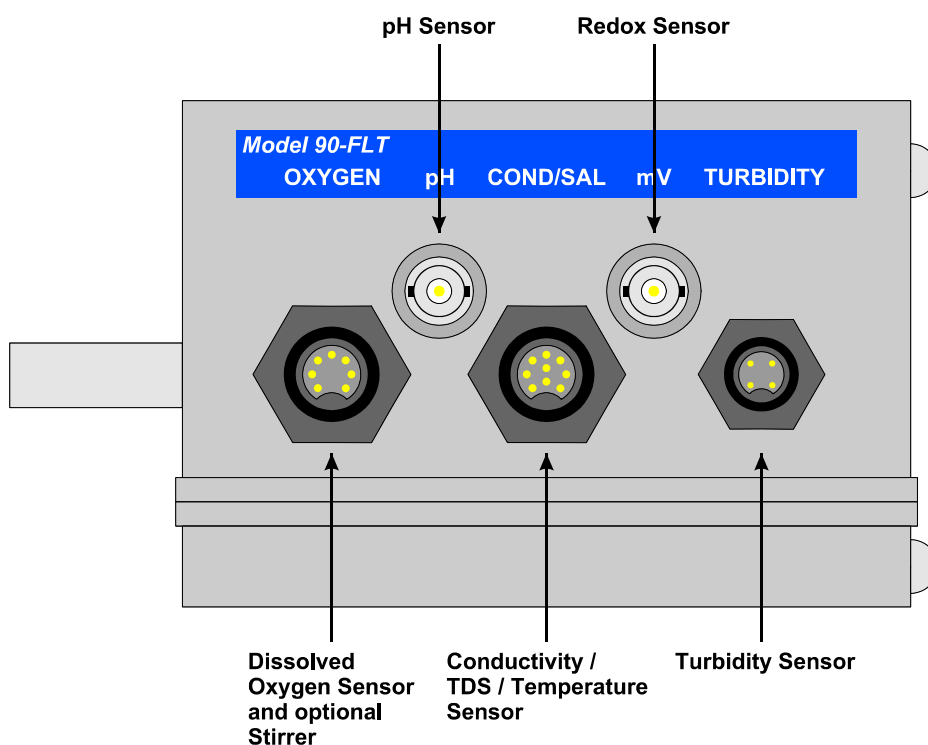 pH Sensor
Redox Sensor
Model 90-FLT
OXYGEN pH COND/SAL mV TURBIDITY
Dissolved
Oxygen Sensor
and optional
Stirrer
Conductivity /
TDS / Temperature
Sensor
Turbidity Sensor